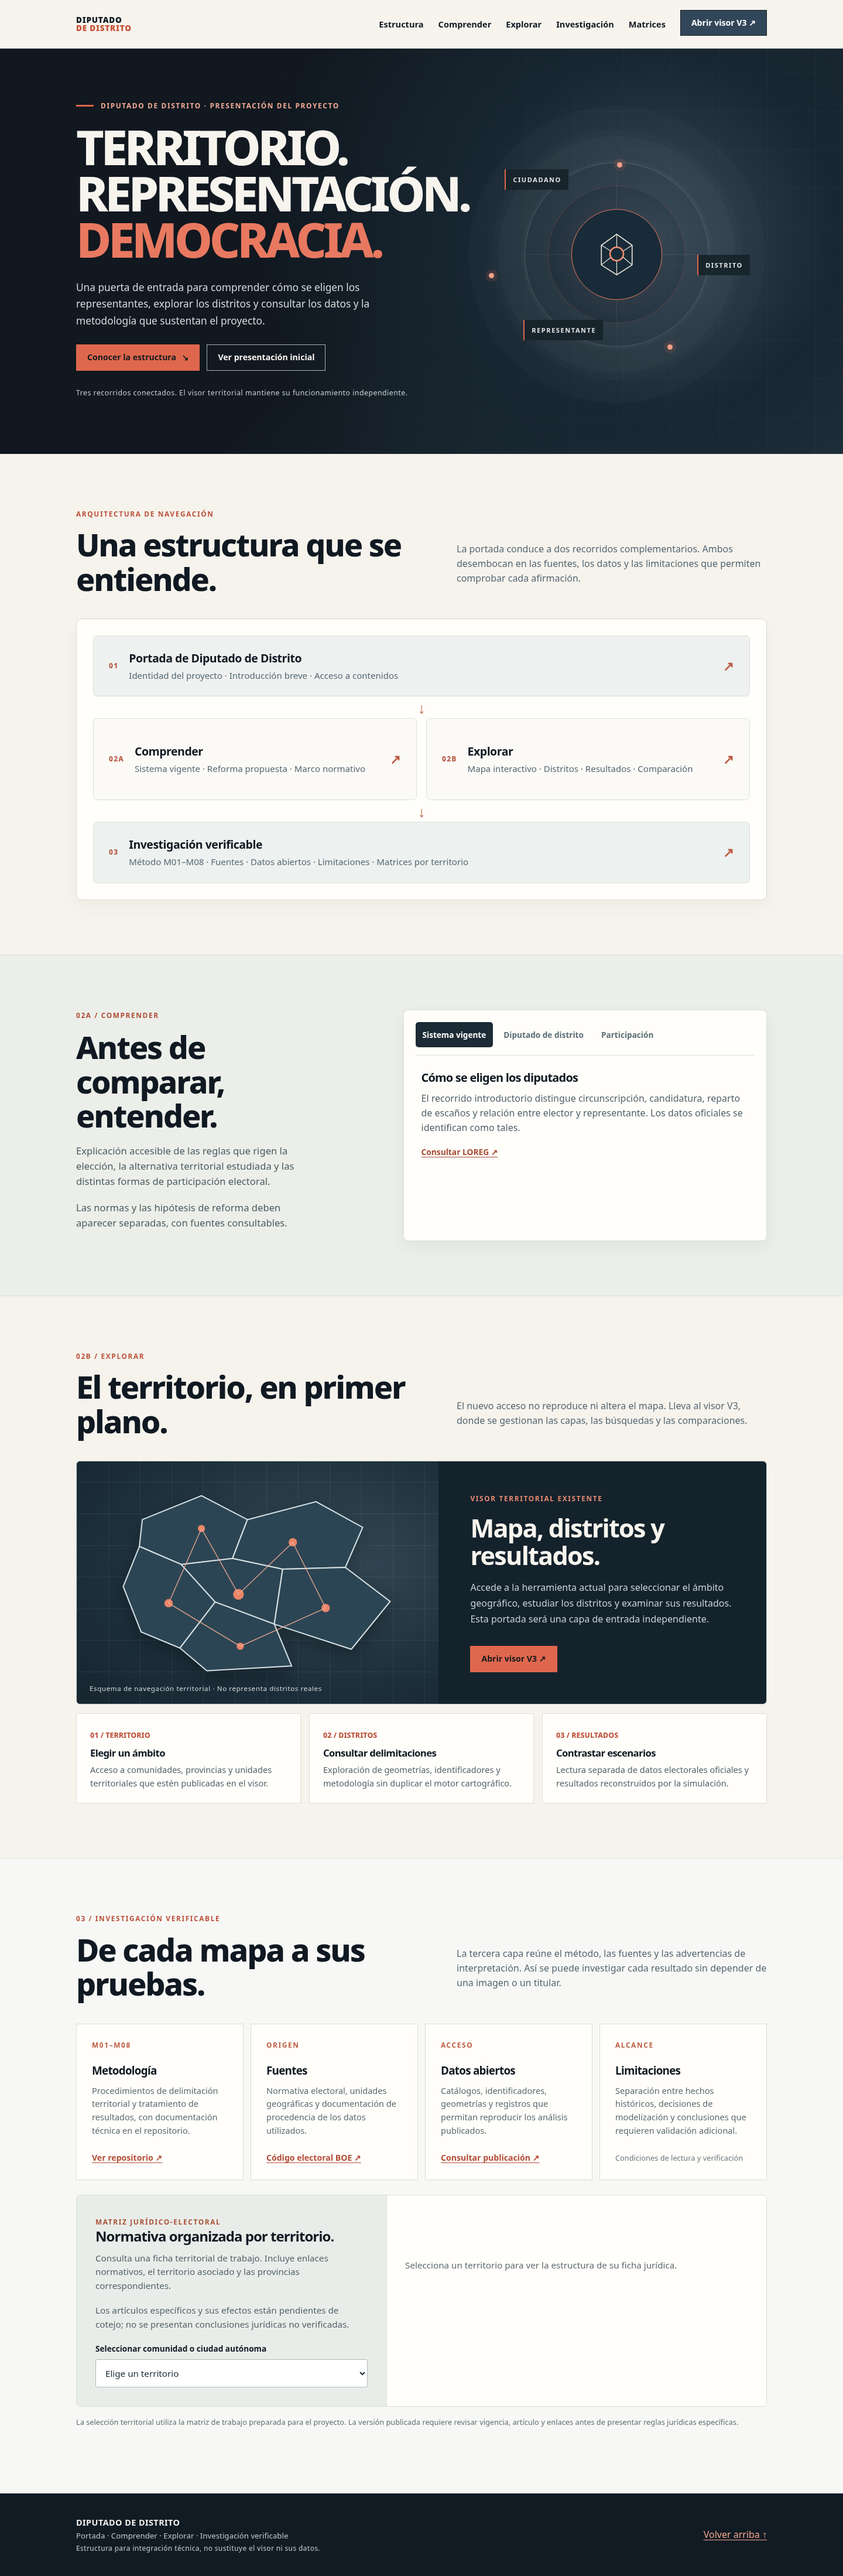 DIPUTADO
DE DISTRITO
Estructura Comprender Explorar Investigación Matrices Abrir visor V3 ↗
DIPUTADO DE DISTRITO · PRESENTACIÓN DEL PROYECTO
TERRITORIO.
REPRESENTACIÓN.
DEMOCRACIA.
Una puerta de entrada para comprender cómo se eligen los
representantes, explorar los distritos y consultar los datos y la
metodología que sustentan el proyecto.
Conocer la estructura ↘ Ver presentación inicial
Tres recorridos conectados. El visor territorial mantiene su funcionamiento independiente.
CIUDADANO
DISTRITO
REPRESENTANTE
ARQUITECTURA DE NAVEGACIÓN
Una estructura que se
entiende.
La portada conduce a dos recorridos complementarios. Ambos
desembocan en las fuentes, los datos y las limitaciones que permiten
comprobar cada afirmación.
01
Portada de Diputado de Distrito
Identidad del proyecto · Introducción breve · Acceso a contenidos
↗
↓
02A
Comprender
Sistema vigente · Reforma propuesta · Marco normativo
↗
02B
Explorar
Mapa interactivo · Distritos · Resultados · Comparación
↗
↓
03
Investigación verificable
Método M01–M08 · Fuentes · Datos abiertos · Limitaciones · Matrices por territorio
↗
02A / COMPRENDER
Antes de
comparar,
entender.
Explicación accesible de las reglas que rigen la
elección, la alternativa territorial estudiada y las
distintas formas de participación electoral.
Las normas y las hipótesis de reforma deben
aparecer separadas, con fuentes consultables.
Sistema vigente Diputado de distrito Participación
Cómo se eligen los diputados
El recorrido introductorio distingue circunscripción, candidatura, reparto
de escaños y relación entre elector y representante. Los datos oficiales se
identifican como tales.
Consultar LOREG ↗
02B / EXPLORAR
El territorio, en primer
plano.
El nuevo acceso no reproduce ni altera el mapa. Lleva al visor V3,
donde se gestionan las capas, las búsquedas y las comparaciones.
Esquema de navegación territorial · No representa distritos reales
VISOR TERRITORIAL EXISTENTE
Mapa, distritos y
resultados.
Accede a la herramienta actual para seleccionar el ámbito
geográfico, estudiar los distritos y examinar sus resultados.
Esta portada será una capa de entrada independiente.
Abrir visor V3 ↗
01 / TERRITORIO
Elegir un ámbito
Acceso a comunidades, provincias y unidades
territoriales que estén publicadas en el visor.
02 / DISTRITOS
Consultar delimitaciones
Exploración de geometrías, identificadores y
metodología sin duplicar el motor cartográfico.
03 / RESULTADOS
Contrastar escenarios
Lectura separada de datos electorales oficiales y
resultados reconstruidos por la simulación.
03 / INVESTIGACIÓN VERIFICABLE
De cada mapa a sus
pruebas.
La tercera capa reúne el método, las fuentes y las advertencias de
interpretación. Así se puede investigar cada resultado sin depender de
una imagen o un titular.
M01–M08
Metodología
Procedimientos de delimitación
territorial y tratamiento de
resultados, con documentación
técnica en el repositorio.
Ver repositorio ↗
ORIGEN
Fuentes
Normativa electoral, unidades
geográficas y documentación de
procedencia de los datos
utilizados.
Código electoral BOE ↗
ACCESO
Datos abiertos
Catálogos, identificadores,
geometrías y registros que
permitan reproducir los análisis
publicados.
Consultar publicación ↗
ALCANCE
Limitaciones
Separación entre hechos
históricos, decisiones de
modelización y conclusiones que
requieren validación adicional.
Condiciones de lectura y verificación
MATRIZ JURÍDICO-ELECTORAL
Normativa organizada por territorio.
Consulta una ficha territorial de trabajo. Incluye enlaces
normativos, el territorio asociado y las provincias
correspondientes.
Los artículos específicos y sus efectos están pendientes de
cotejo; no se presentan conclusiones jurídicas no verificadas.
Seleccionar comunidad o ciudad autónoma
Elige un territorio
Selecciona un territorio para ver la estructura de su ficha jurídica.
La selección territorial utiliza la matriz de trabajo preparada para el proyecto. La versión publicada requiere revisar vigencia, artículo y enlaces antes de presentar reglas jurídicas específicas.
DIPUTADO DE DISTRITO
Portada · Comprender · Explorar · Investigación verificable
Estructura para integración técnica, no sustituye el visor ni sus datos.
Volver arriba ↑